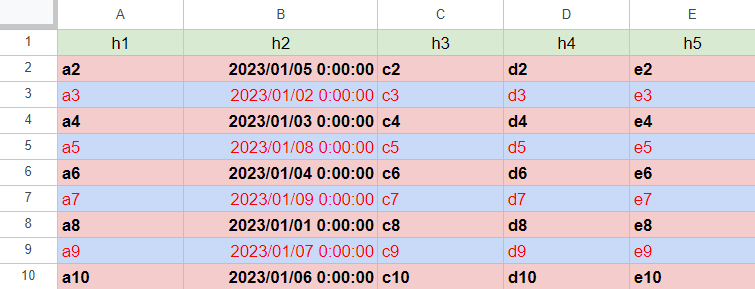 A B C D E
1 h1 h2 h3 h4 h5
2 a2 2023/01/05 0:00:00 c2 d2 e2
3 a3 2023/01/02 0:00:00 c3 d3 e3
4 a4 2023/01/03 0:00:00 c4 d4 e4
5 a5 2023/01/08 0:00:00 c5 d5 e5
6 a6 2023/01/04 0:00:00 c6 d6 e6
7 a7 2023/01/09 0:00:00 c7 d7 e7
8 a8 2023/01/01 0:00:00 c8 d8 e8
9 a9 2023/01/07 0:00:00 c9 d9 e9
10 a10 2023/01/06 0:00:00 c10 d10 e10